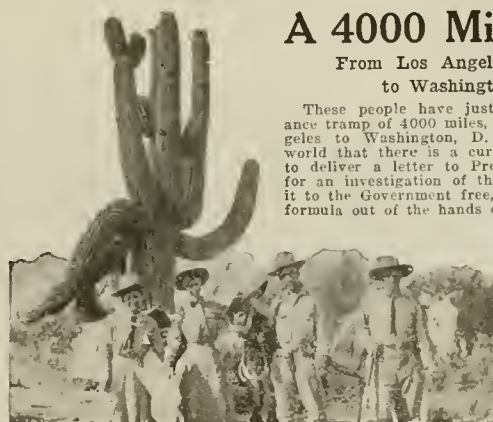 A 4000 Mi
From Los Angel
to Washingt
These people have just
ance tramp of 4000 miles,
geles to Washington, D.
world that there is a cur
to deliver a letter to Pre
for an investigation of th
it to the Government free,
formula out of the hands